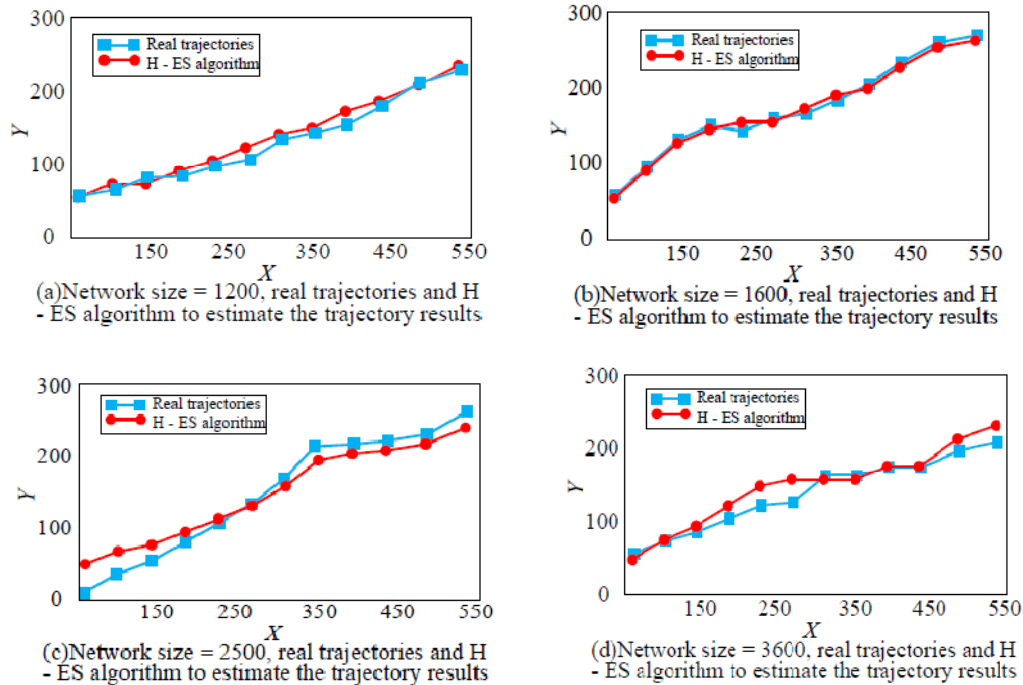 300
Real trajectories
H - ES algorithm
200
Y
100
0
150 250 350 450 550
X
(a)Network size = 1200, real trajectories and H
- ES algorithm to estimate the trajectory results
300
Real trajectories
H - ES algorithm
200
Y
100
0
150 250 350 450 550
X
(b)Network size = 1600, real trajectories and H
- ES algorithm to estimate the trajectory results
300
Real trajectories
H - ES algorithm
200
Y
100
0
150 250 350 450 550
X
(c)Network size = 2500, real trajectories and H
- ES algorithm to estimate the trajectory results
300
Real trajectories
H - ES algorithm
200
Y
100
0
150 250 350 450 550
X
(d)Network size = 3600, real trajectories and H
- ES algorithm to estimate the trajectory results